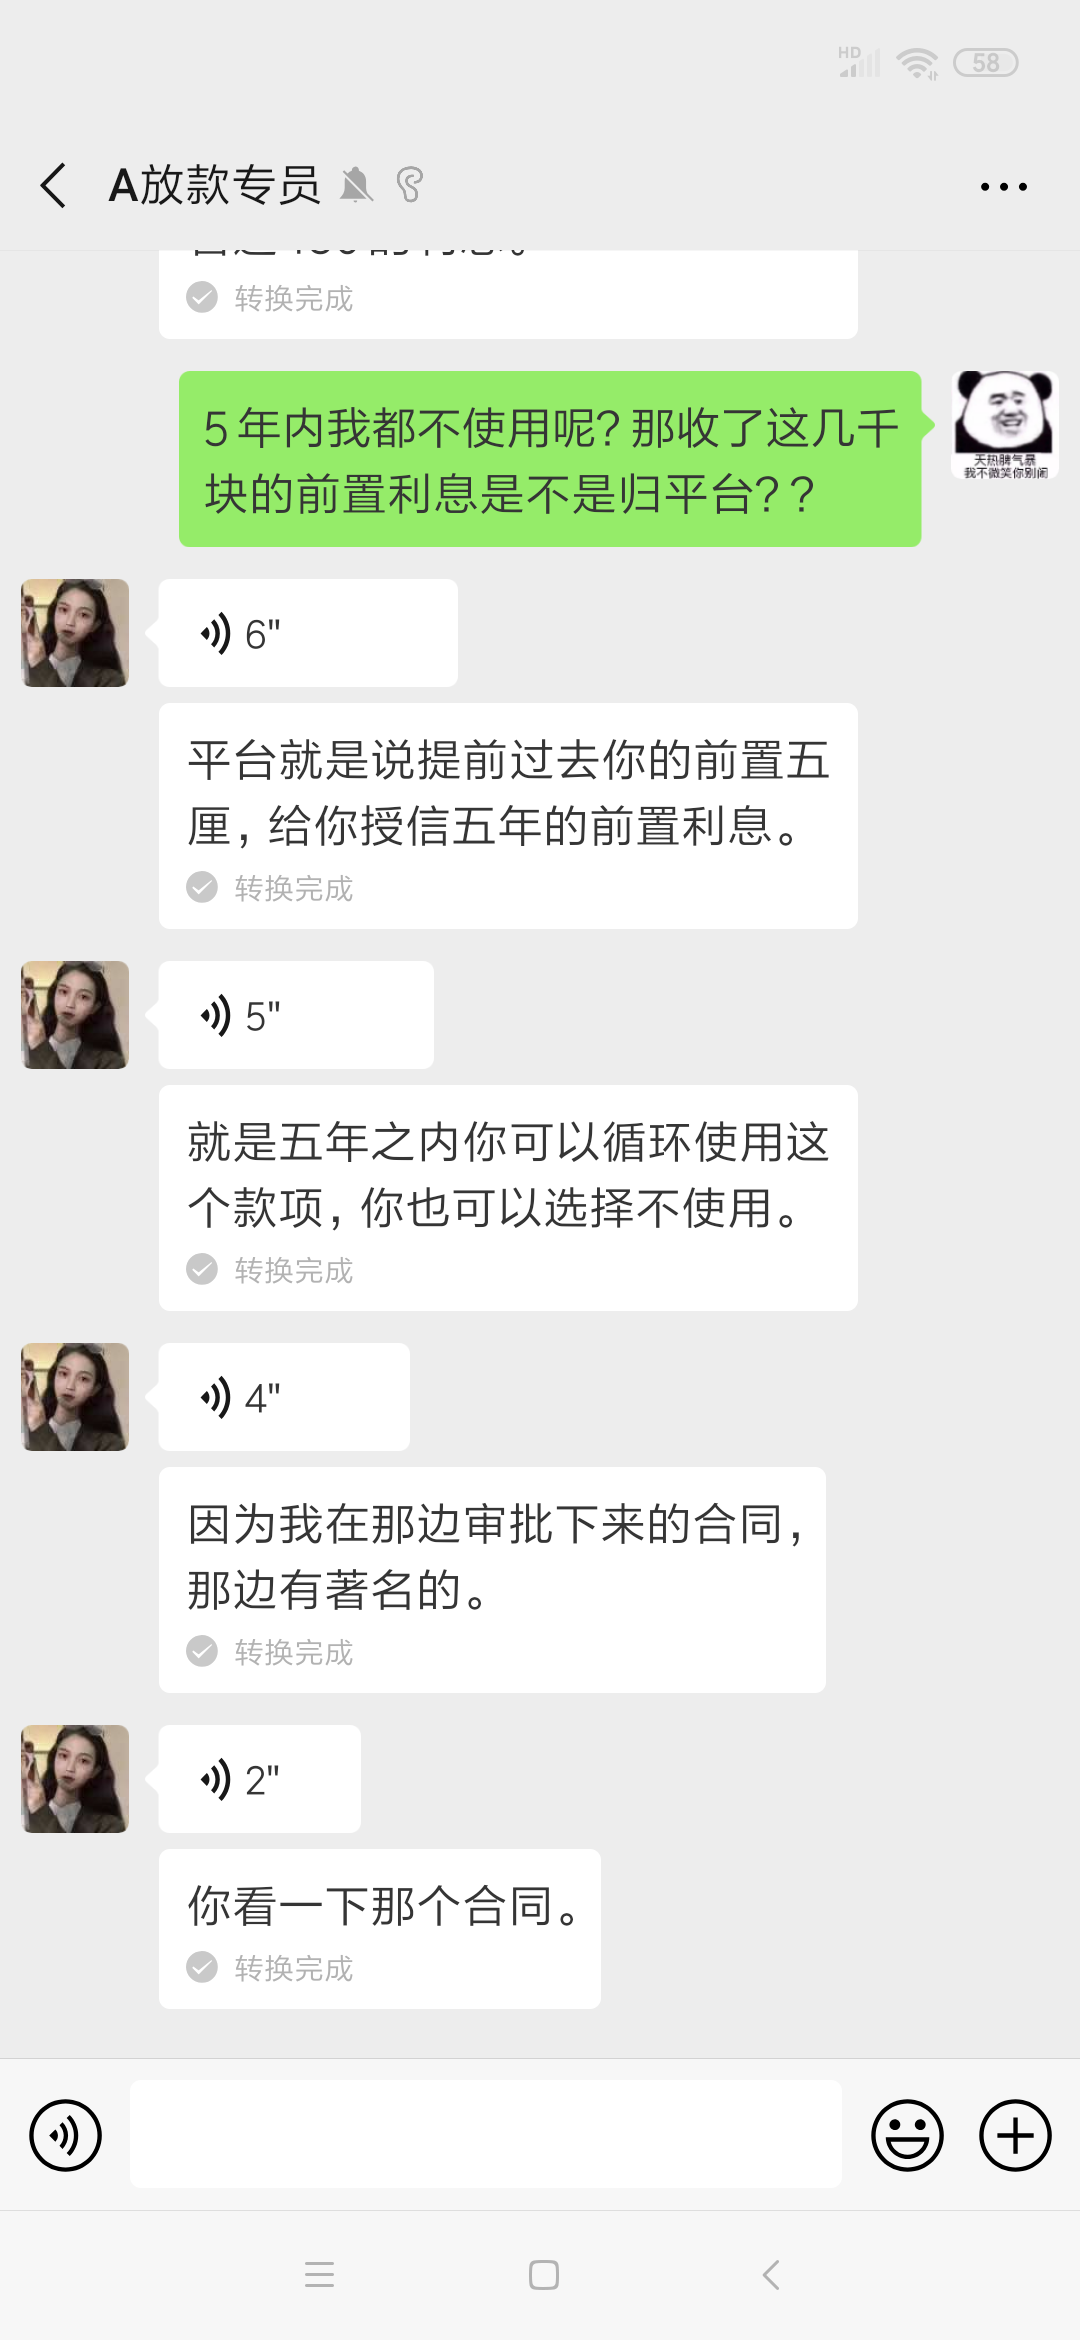 HD
58
A放款专员
转换完成
5年内我都不使用呢?那收了这几千
块的前置利息是不是归平台??
天热脾气暴
我不微笑你别闹
6"
平台就是说提前过去你的前置五
厘,给你授信五年的前置利息。
转换完成
5"
就是五年之内你可以循环使用这
个款项,你也可以选择不使用。
转换完成
4"
因为我在那边审批下来的合同,
那边有著名的。
转换完成
2"
你看一下那个合同。
转换完成